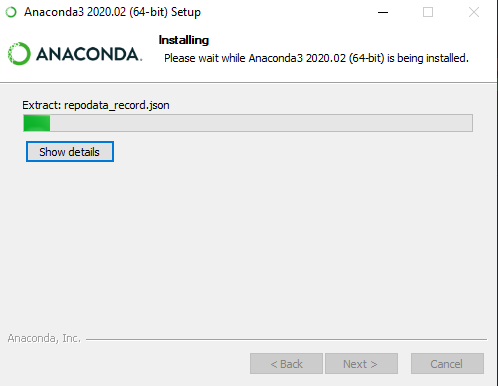 Anaconda3 2020.02 (64-bit) Setup
ANACONDA.
Installing
Please wait while Anaconda3 2020.02 (64-bit) is being installed.
Extract: repodata_record.json
Show details
Anaconda, Inc.
< Back
Next >
Cancel